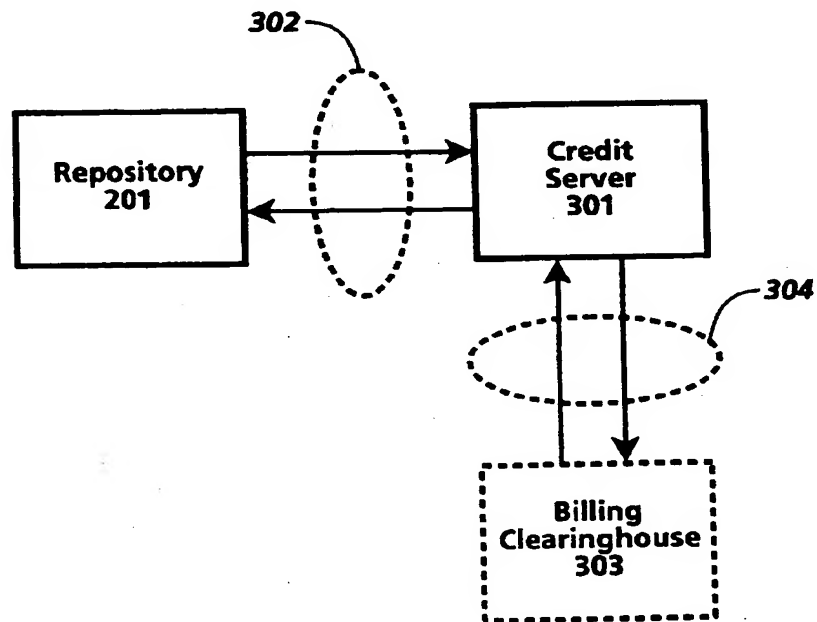 302
Repository
201
Credit
Server
301
304
Billing
Clearinghouse
303